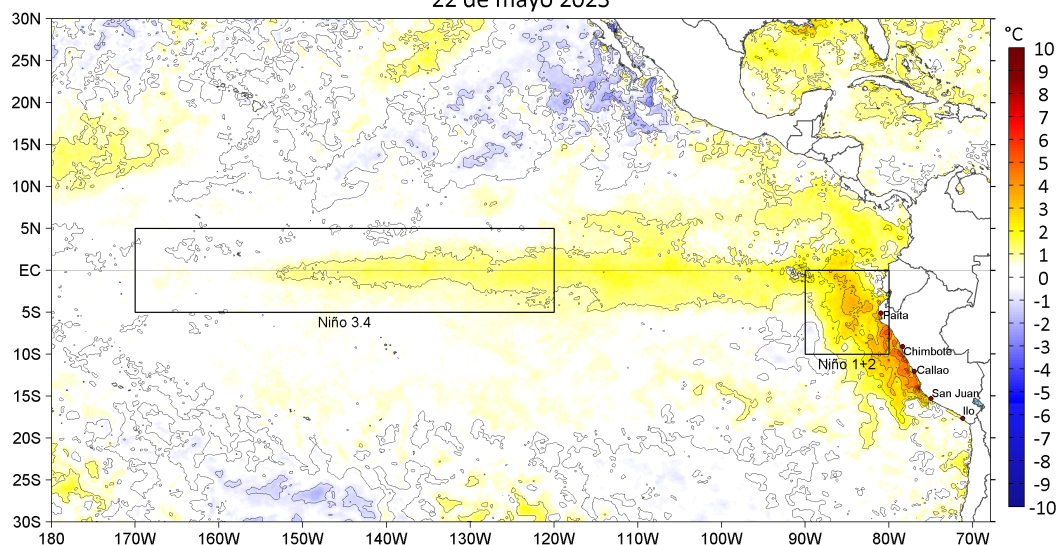 22 de mayo 2023
°C
30N
25N
20N
15N
10N
5N
EC
5S
10S
15S
20S
25S
30S
180
170W
160W
150W
140W
130W
120W
110W
100W
90W
80W
70W
Niño 3.4
Niño 1+2
Paita
Chimbote
Callao
San Juan
Ilo
10
9
8
7
6
5
4
3
2
1
0
0
-1
-2
-3
-4
-5
-6
-7
-8
-9
-10